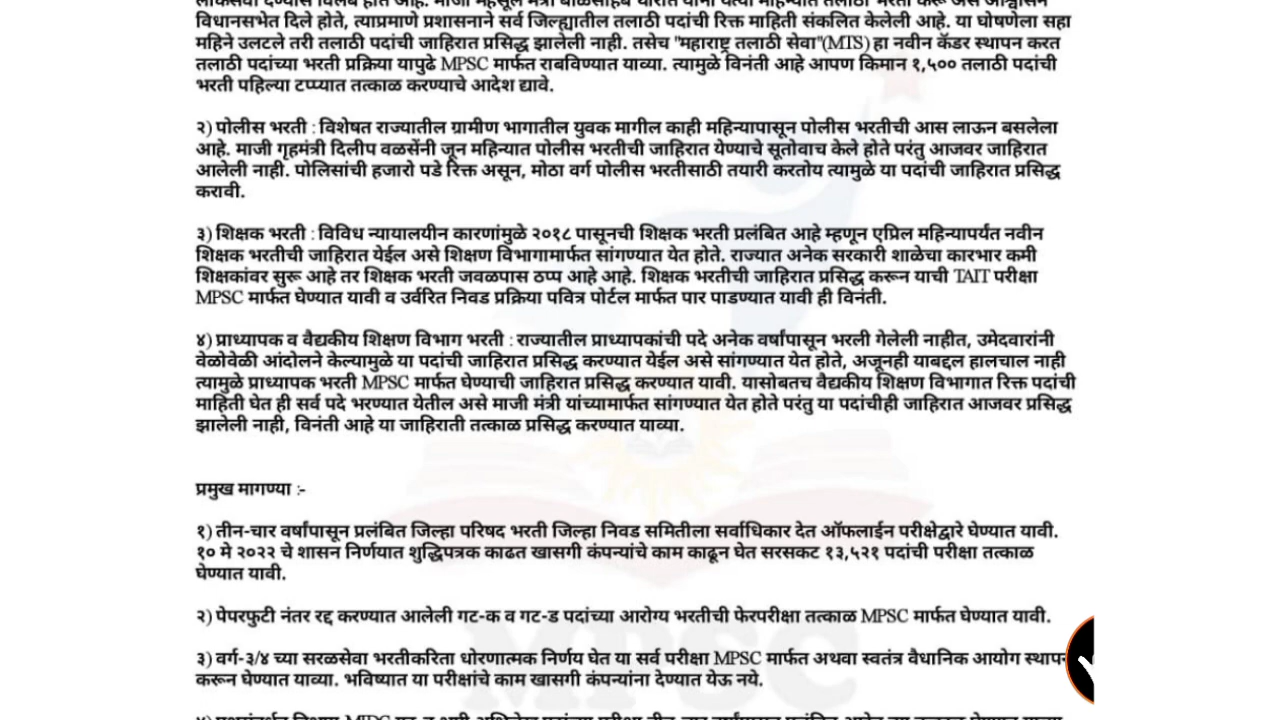 विधानसभेत दिले होते, त्याप्रमाणे प्रशासनाने सर्व जिल्ह्यातील तलाठी पदांची रिक्त माहिती संकलित केलेली आहे. या घोषणेला सहा
महिने उलटले तरी तलाठी पदांची जाहिरात प्रसिद्ध झालेली नाही. तसेच "महाराष्ट्र तलाठी सेवा"(MTS) हा नवीन कॅडर स्थापन करत
तलाठी पदांच्या भरती प्रक्रिया यापुढे MPSC मार्फत राबविण्यात याव्या. त्यामुळे विनंती आहे आपण किमान १,५०० तलाठी पदांची
भरती पहिल्या टप्प्यात तत्काळ करण्याचे आदेश द्यावे.
२) पोलीस भरती : विशेषत राज्यातील ग्रामीण भागातील युवक मागील काही महिन्यापासून पोलीस भरतीची आस लाऊन बसलेला
आहे. माजी गृहमंत्री दिलीप वळसेंनी जून महिन्यात पोलीस भरतीची जाहिरात येण्याचे सूतोवाच केले होते परंतु आजवर जाहिरात
आलेली नाही. पोलिसांची हजारो पडे रिक्त असून, मोठा वर्ग पोलीस भरतीसाठी तयारी करतोय त्यामुळे या पदांची जाहिरात प्रसिद्ध
करावी.
३) शिक्षक भरती : विविध न्यायालयीन कारणांमुळे २०१८ पासूनची शिक्षक भरती प्रलंबित आहे म्हणून एप्रिल महिन्यापर्यंत नवीन
शिक्षक भरतीची जाहिरात येईल असे शिक्षण विभागामार्फत सांगण्यात येत होते. राज्यात अनेक सरकारी शाळेचा कारभार कमी
शिक्षकांवर सुरू आहे तर शिक्षक भरती जवळपास ठप्प आहे आहे. शिक्षक भरतीची जाहिरात प्रसिद्ध करून याची TAIT परीक्षा
MPSC मार्फत घेण्यात यावी व उर्वरित निवड प्रक्रिया पवित्र पोर्टल मार्फत पार पाडण्यात यावी ही विनंती.
४) प्राध्यापक व वैद्यकीय शिक्षण विभाग भरती : राज्यातील प्राध्यापकांची पदे अनेक वर्षांपासून भरली गेलेली नाहीत, उमेदवारांनी
वेळोवेळी आंदोलने केल्यामुळे या पदांची जाहिरात प्रसिद्ध करण्यात येईल असे सांगण्यात येत होते, अजूनही याबद्दल हालचाल नाही
त्यामुळे प्राध्यापक भरती MPSC मार्फत घेण्याची जाहिरात प्रसिद्ध करण्यात यावी. यासोबतच वैद्यकीय शिक्षण विभागात रिक्त पदांची
माहिती घेत ही सर्व पदे भरण्यात येतील असे माजी मंत्री यांच्यामार्फत सांगण्यात येत होते परंतु या पदांचीही जाहिरात आजवर प्रसिद्ध
झालेली नाही, विनंती आहे या जाहिराती तत्काळ प्रसिद्ध करण्यात याव्या.
प्रमुख मागण्या :-
१) तीन-चार वर्षांपासून प्रलंबित जिल्हा परिषद भरती जिल्हा निवड समितीला सर्वाधिकार देत ऑफलाईन परीक्षेद्वारे घेण्यात यावी.
१० मे २०२२ चे शासन निर्णयात शुद्धिपत्रक काढत खासगी कंपन्यांचे काम काढून घेत सरसकट १३,५२१ पदांची परीक्षा तत्काळ
घेण्यात यावी.
२) पेपरफुटी नंतर रद्द करण्यात आलेली गट-क व गट-ड पदांच्या आरोग्य भरतीची फेरपरीक्षा तत्काळ MPSC मार्फत घेण्यात यावी.
३) वर्ग-३/४ च्या सरळसेवा भरतीकरिता धोरणात्मक निर्णय घेत या सर्व परीक्षा MPSC मार्फत अथवा स्वतंत्र वैधानिक आयोग स्थापन
करून घेण्यात याव्या. भविष्यात या परीक्षांचे काम खासगी कंपन्यांना देण्यात येऊ नये.
MPSC